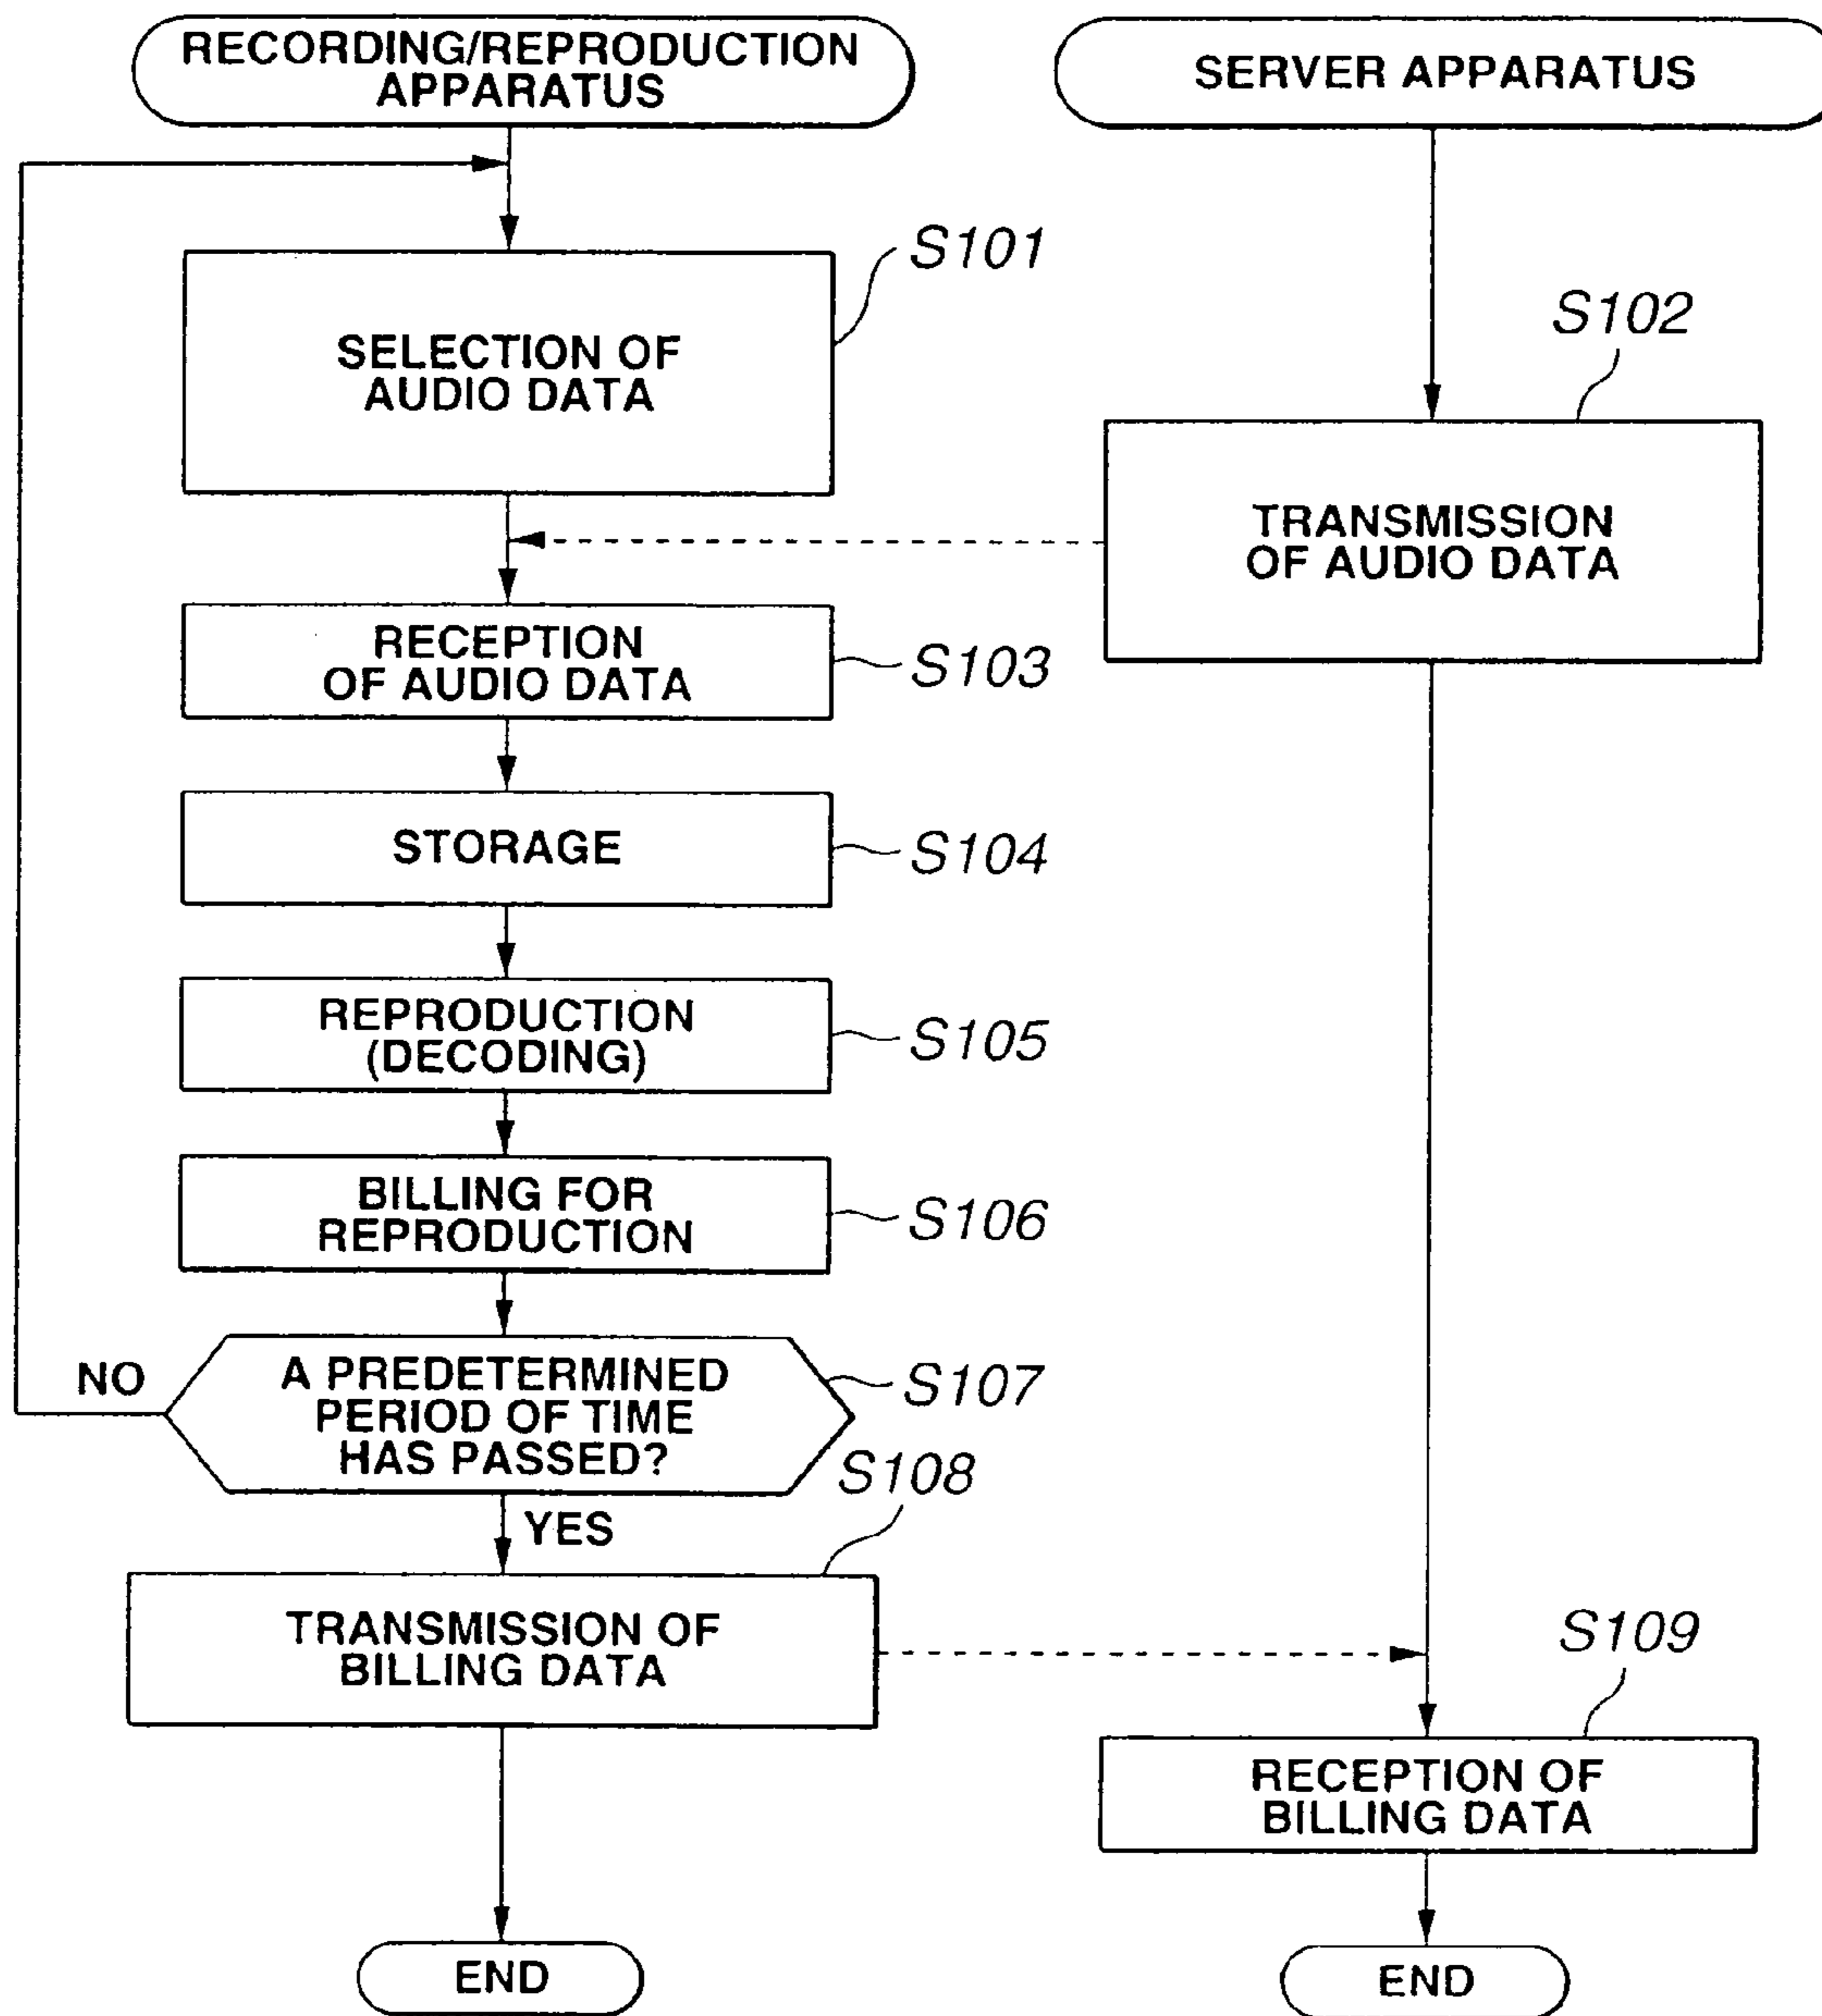 RECORDING/REPRODUCTION
APPARATUS
SERVER APPARATUS
S101
SELECTION OF
AUDIO DATA
S102
TRANSMISSION
OF AUDIO DATA
RECEPTION
OF AUDIO DATA
S103
STORAGE
S104
REPRODUCTION
(DECODING)
S105
BILLING FOR
REPRODUCTION
S106
NO
A PREDETERMINED
PERIOD OF TIME
HAS PASSED?
S107
YES
S108
TRANSMISSION OF
BILLING DATA
S109
RECEPTION OF
BILLING DATA
END
END